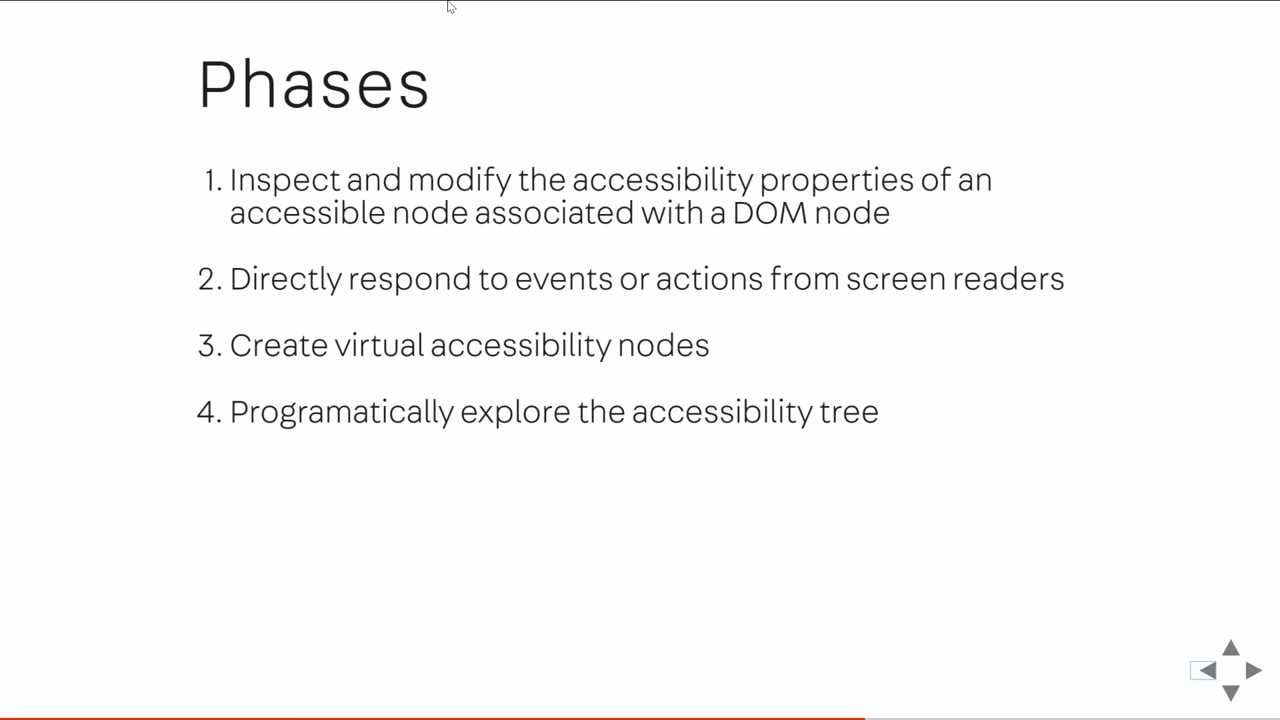 Phases
1. Inspect and modify the accessibility properties of an
accessible node associated with a DOM node
2. Directly respond to events or actions from screen readers
3. Create virtual accessibility nodes
4. Programatically explore the accessibility tree